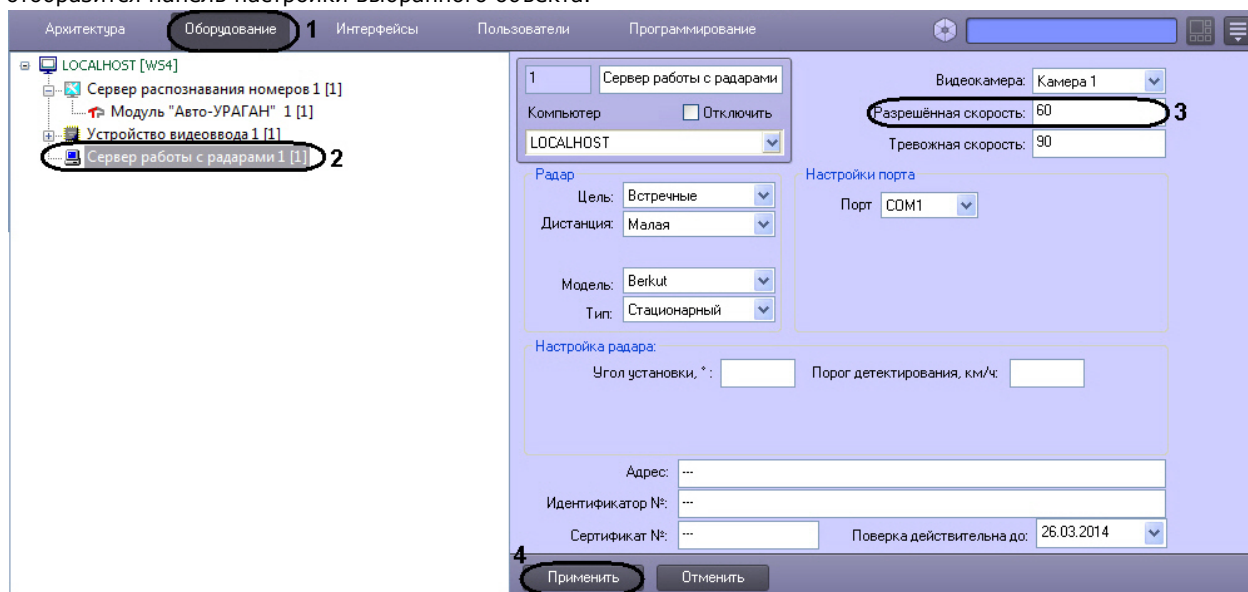 отобразится панель настройки выбранного объекта.
Архитектура Оборудование 1 Интерфейсы Пользователи Программирование
LOCALHOST [WS4]
Сервер распознавания номеров 1 [1]
Модуль "Авто-УРАГАН" 1 [1]
Устройство видеоввода 1 [1]
Сервер работы с радарами 1 [1] 2
1 Сервер работы с радарами
Компьютер Отключить
LOCALHOST
Видеокамера: Камера 1
Разрешённая скорость: 60 3
Тревожная скорость: 90
Радар
Цель: Встречные
Дистанция: Малая
Модель: Berkut
Тип: Стационарный
Настройки порта
Порт COM1
Настройка радара:
Угол установки, °: Порог детектирования, км/ч:
Адрес: ---
Идентификатор №: ---
Сертификат №: --- Поверка действительна до: 26.03.2014
4
Применить Отменить